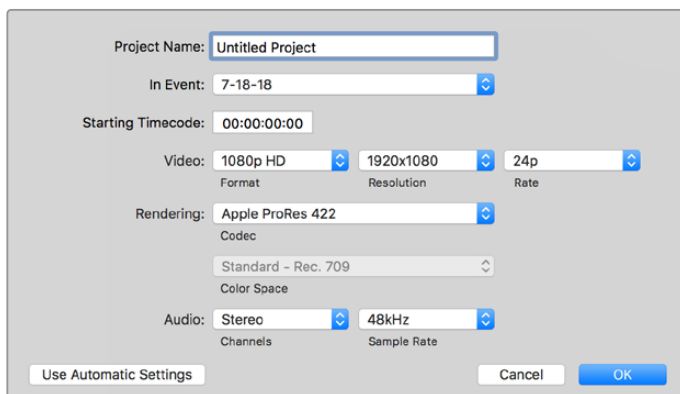 Project Name: Untitled Project
In Event: 7-18-18
Starting Timecode: 00:00:00:00
Video: 1080p HD 1920x1080 24p
Format Resolution Rate
Rendering: Apple ProRes 422
Codec
Standard - Rec. 709
Color Space
Audio: Stereo 48kHz
Channels Sample Rate
Use Automatic Settings Cancel OK